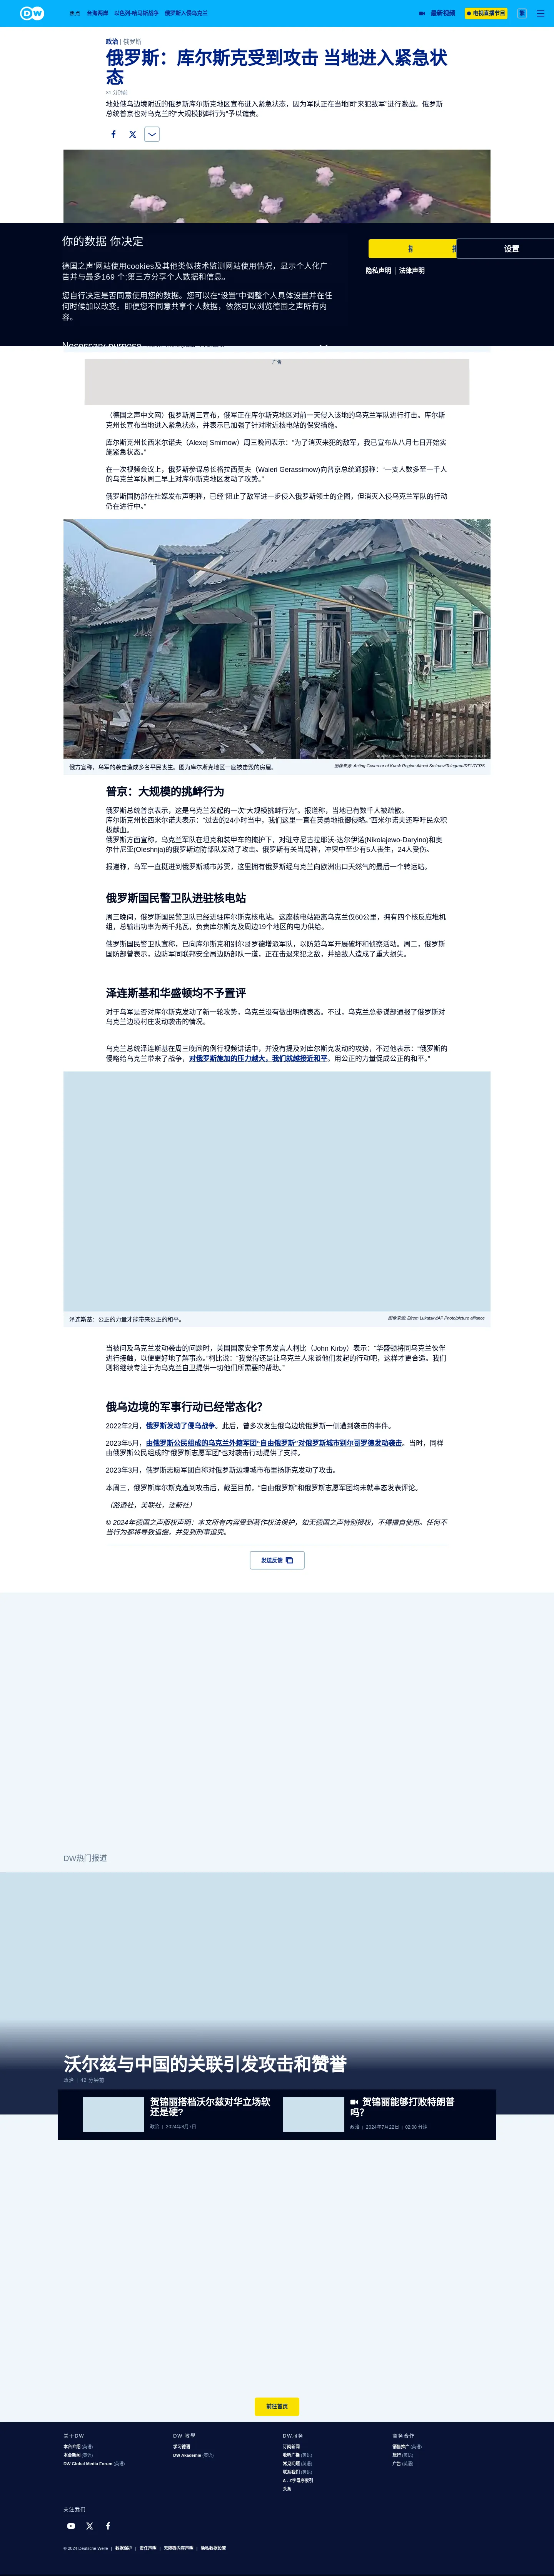 DW
焦点 台海两岸 以色列-哈马斯战争 俄罗斯入侵乌克兰
最新视频 电视直播节目 繁
政治 | 俄罗斯
俄罗斯：库尔斯克受到攻击 当地进入紧急状
态
31 分钟前
地处俄乌边境附近的俄罗斯库尔斯克地区宣布进入紧急状态，因为军队正在当地同“来犯敌军”进行激战。俄罗斯
总统普京也对乌克兰的“大规模挑衅行为”予以谴责。
你的数据 你决定
设置
德国之声'网站使用cookies及其他类似技术监测网站使用情况，显示个人化广
告并与最多169 个;第三方分享个人数据和信息。
隐私声明 | 法律声明
您自行决定是否同意使用您的数据。您可以在“设置”中调整个人具体设置并在任
何时候加以改变。即使您不同意共享个人数据，依然可以浏览德国之声所有内
容。
Necessary purpose
广告
（德国之声中文网）俄罗斯周三宣布，俄军正在库尔斯克地区对前一天侵入该地的乌克兰军队进行打击。库尔斯
克州长宣布当地进入紧急状态，并表示已加强了针对附近核电站的保安措施。
库尔斯克州长西米尔诺夫（Alexej Smirnow）周三晚间表示：“为了消灭来犯的敌军，我已宣布从八月七日开始实
施紧急状态。”
在一次视频会议上，俄罗斯参谋总长格拉西莫夫（Waleri Gerassimow)向普京总统通报称：“一支人数多至一千人
的乌克兰军队周二早上对库尔斯克地区发动了攻势。”
俄罗斯国防部在社媒发布声明称，已经“阻止了敌军进一步侵入俄罗斯领土的企图，但消灭入侵乌克兰军队的行动
仍在进行中。”
俄方宣称，乌军的袭击造成多名平民丧生。图为库尔斯克地区一座被击毁的房屋。
图像来源: Acting Governor of Kursk Region Alexei Smirnov/Telegram/REUTERS
普京：大规模的挑衅行为
俄罗斯总统普京表示，这是乌克兰发起的一次“大规模挑衅行为”。报道称，当地已有数千人被疏散。
库尔斯克州长西米尔诺夫表示：“过去的24小时当中，我们这里一直在英勇地抵御侵略。”西米尔诺夫还呼吁民众积
极献血。
俄罗斯方面宣称，乌克兰军队在坦克和装甲车的掩护下，对驻守尼古拉耶沃-达尔伊诺(Nikolajewo-Daryino)和奥
尔什尼亚(Oleshnja)的俄罗斯边防部队发动了攻击。俄罗斯有关当局称，冲突中至少有5人丧生，24人受伤。
报道称，乌军一直挺进到俄罗斯城市苏贾，这里拥有俄罗斯经乌克兰向欧洲出口天然气的最后一个转运站。
俄罗斯国民警卫队进驻核电站
周三晚间，俄罗斯国民警卫队已经进驻库尔斯克核电站。这座核电站距离乌克兰仅60公里，拥有四个核反应堆机
组，总输出功率为两千兆瓦，负责库尔斯克及周边19个地区的电力供给。
俄罗斯国民警卫队宣称，已向库尔斯克和别尔哥罗德增派军队，以防范乌军开展破坏和侦察活动。周二，俄罗斯
国防部曾表示，边防军同联邦安全局边防部队一道，正在击退来犯之敌，并给敌人造成了重大损失。
泽连斯基和华盛顿均不予置评
对于乌军是否对库尔斯克发动了新一轮攻势，乌克兰没有做出明确表态。不过，乌克兰总参谋部通报了俄罗斯对
乌克兰边境村庄发动袭击的情况。
乌克兰总统泽连斯基在周三晚间的例行视频讲话中，并没有提及对库尔斯克发动的攻势，不过他表示：“俄罗斯的
侵略给乌克兰带来了战争，对俄罗斯施加的压力越大，我们就越接近和平。用公正的力量促成公正的和平。”
泽连斯基：公正的力量才能带来公正的和平。
图像来源: Efrem Lukatsky/AP Photo/picture alliance
当被问及乌克兰发动袭击的问题时，美国国家安全事务发言人柯比（John Kirby）表示：“华盛顿将同乌克兰伙伴
进行接触，以便更好地了解事态。”柯比说：“我觉得还是让乌克兰人来谈他们发起的行动吧，这样才更合适。我们
则将继续专注于为乌克兰自卫提供一切他们所需要的帮助。”
俄乌边境的军事行动已经常态化？
2022年2月，俄罗斯发动了侵乌战争。此后，曾多次发生俄乌边境俄罗斯一侧遭到袭击的事件。
2023年5月，由俄罗斯公民组成的乌克兰外籍军团“自由俄罗斯”对俄罗斯城市别尔哥罗德发动袭击。当时，同样
由俄罗斯公民组成的“俄罗斯志愿军团”也对袭击行动提供了支持。
2023年3月，俄罗斯志愿军团自称对俄罗斯边境城市布里扬斯克发动了攻击。
本周三，俄罗斯库尔斯克遭到攻击后，截至目前，“自由俄罗斯”和俄罗斯志愿军团均未就事态发表评论。
（路透社，美联社，法新社）
© 2024年德国之声版权声明：本文所有内容受到著作权法保护，如无德国之声特别授权，不得擅自使用。任何不
当行为都将导致追偿，并受到刑事追究。
发送反馈
DW热门报道
沃尔兹与中国的关联引发攻击和赞誉
政治 | 42 分钟前
贺锦丽搭档沃尔兹对华立场软
还是硬?
政治 | 2024年8月7日
贺锦丽能够打败特朗普
吗?
政治 | 2024年7月22日 | 02:08 分钟
前往首页
关于DW
本台介绍 (英语)
本台新闻 (英语)
DW Global Media Forum (英语)
DW 教學
学习德语
DW Akademie (英语)
DW服务
订阅新闻
收听广播 (英语)
常见问题 (英语)
联系我们 (英语)
A - Z字母序索引
头条
商务合作
销售推广 (英语)
旅行 (英语)
广告 (英语)
关注我们
© 2024 Deutsche Welle | 数据保护 | 责任声明 | 无障碍内容声明 | 隐私数据设置